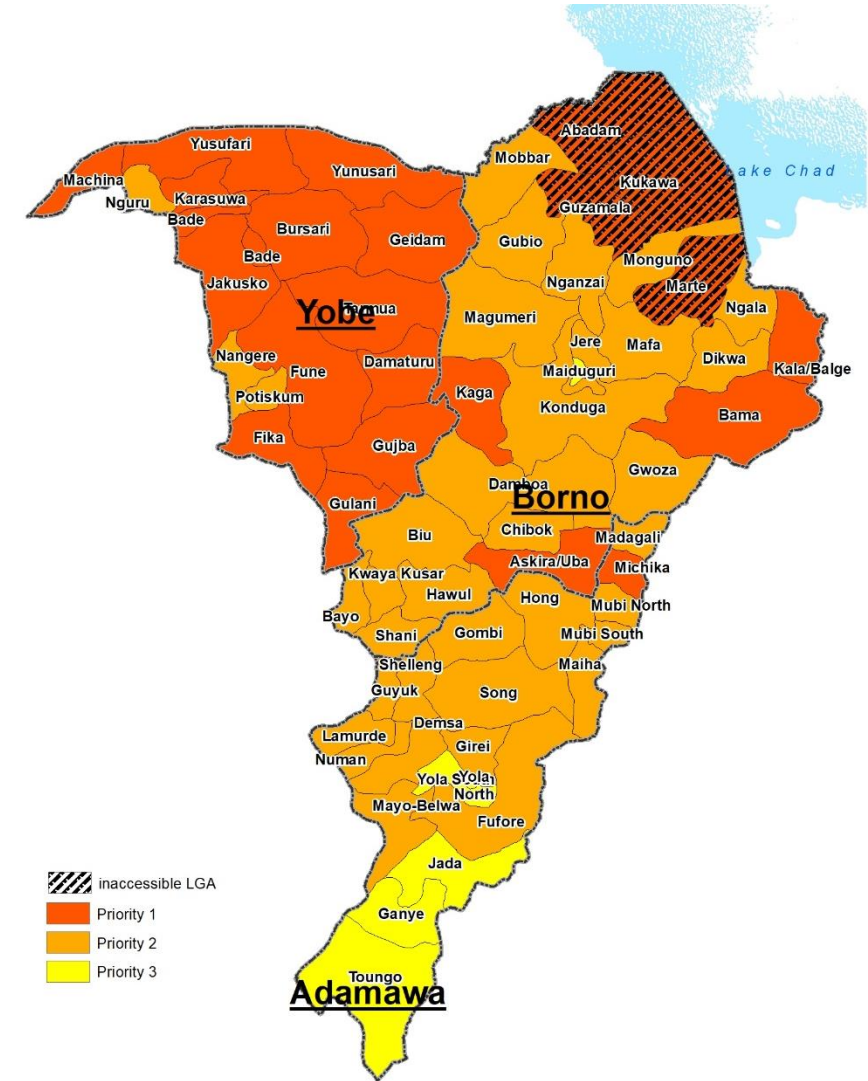 Abadam
Yusufari
Mobbar
Yunusari
ake Chad
Machina
Kukawa
Karasuwa
Nguru
Guzamala
Bade
Bursari
Geidam
Gubio
Bade
Monguno
Nganzai
Jakusko
Marte
Yobe
Ngala
Magumeri
Jere
Mafa
Nangere
Damaturu
Dikwa
Fune
Maiduguri
Kala/Balge
Potiskum
Kaga
Konduga
Bama
Fika
Gujba
Gwoza
Damboa
Borno
Gulani
Chibok
Biu
Madagali
Askira/Uba
Michika
Kwaya Kusar
Hawul
Hong
Mubi North
Bayo
Shani
Gombi
Mubi South
Shelleng
Maiha
Guyuk
Song
Demsa
Lamurde
Girei
Numan
Yola South
Yola
North
Mayo-Belwa
Fufore
Jada
inaccessible LGA
Priority 1
Ganye
Priority 2
Priority 3
Toungo
Adamawa